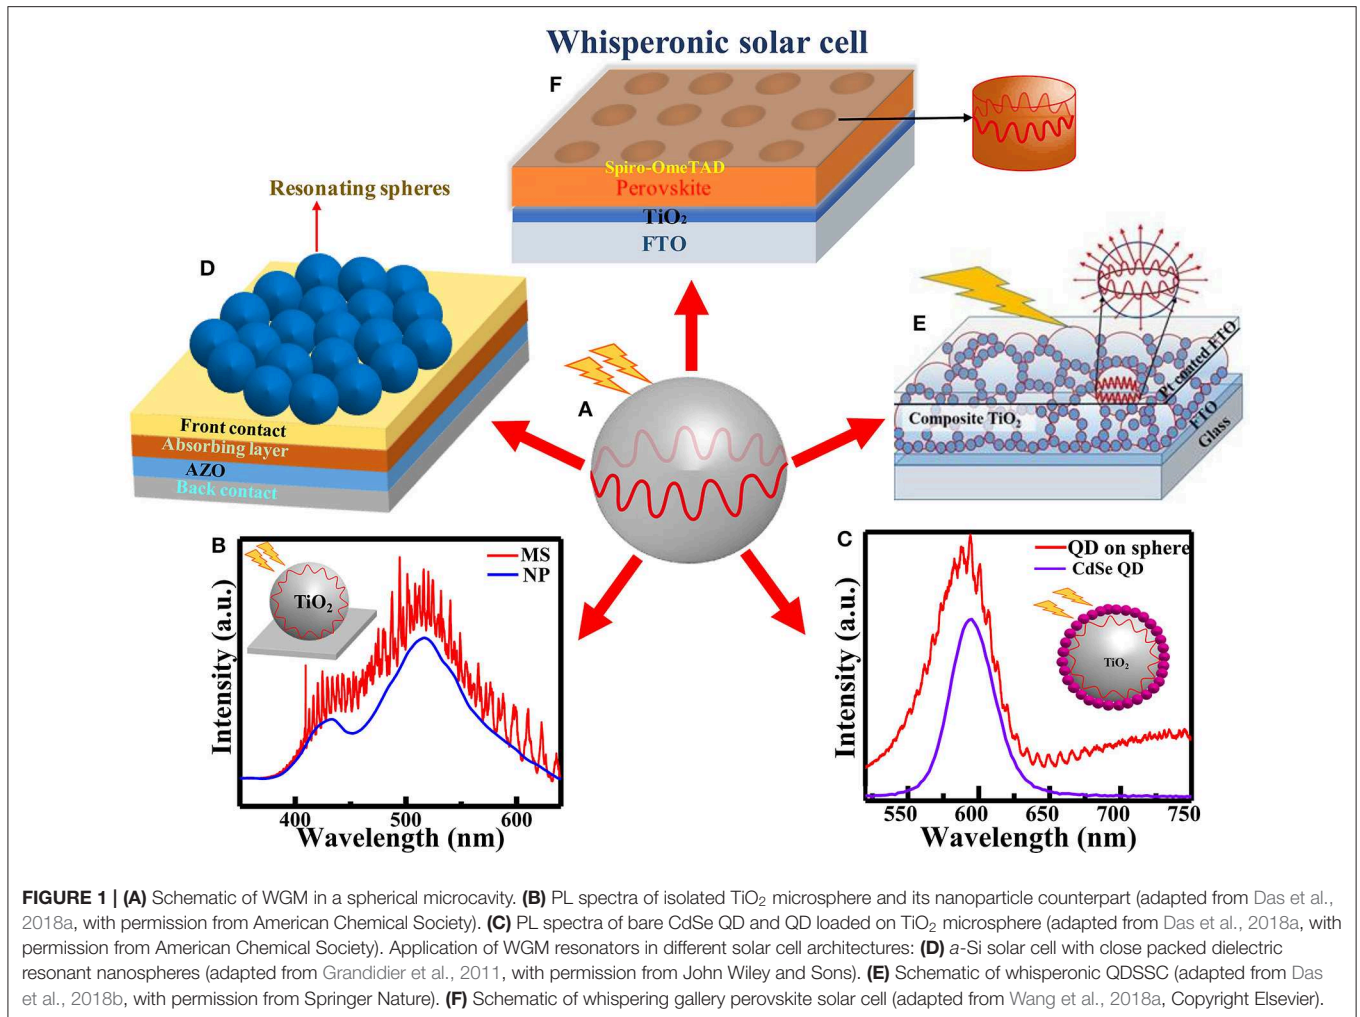 Whisperonic solar cell
F
Spiro-OmeTAD
Perovskite
TiO₂
FTO
Resonating spheres
D
Front contact
Absorbing layer
AZO
Back contact
A
E
Pt coated FTO
Composite TiO₂
FTO
Glass
B
MS
NP
TiO₂
Intensity (a.u.)
400 500 600
Wavelength (nm)
C
QD on sphere
CdSe QD
TiO₂
Intensity (a.u.)
550 600 650 700 750
Wavelength (nm)
FIGURE 1 | (A) Schematic of WGM in a spherical microcavity. (B) PL spectra of isolated TiO₂ microsphere and its nanoparticle counterpart (adapted from Das et al.,
2018a, with permission from American Chemical Society). (C) PL spectra of bare CdSe QD and QD loaded on TiO₂ microsphere (adapted from Das et al., 2018a, with
permission from American Chemical Society). Application of WGM resonators in different solar cell architectures: (D) a-Si solar cell with close packed dielectric
resonant nanospheres (adapted from Grandidier et al., 2011, with permission from John Wiley and Sons). (E) Schematic of whisperonic QDSSC (adapted from Das
et al., 2018b, with permission from Springer Nature). (F) Schematic of whispering gallery perovskite solar cell (adapted from Wang et al., 2018a, Copyright Elsevier).